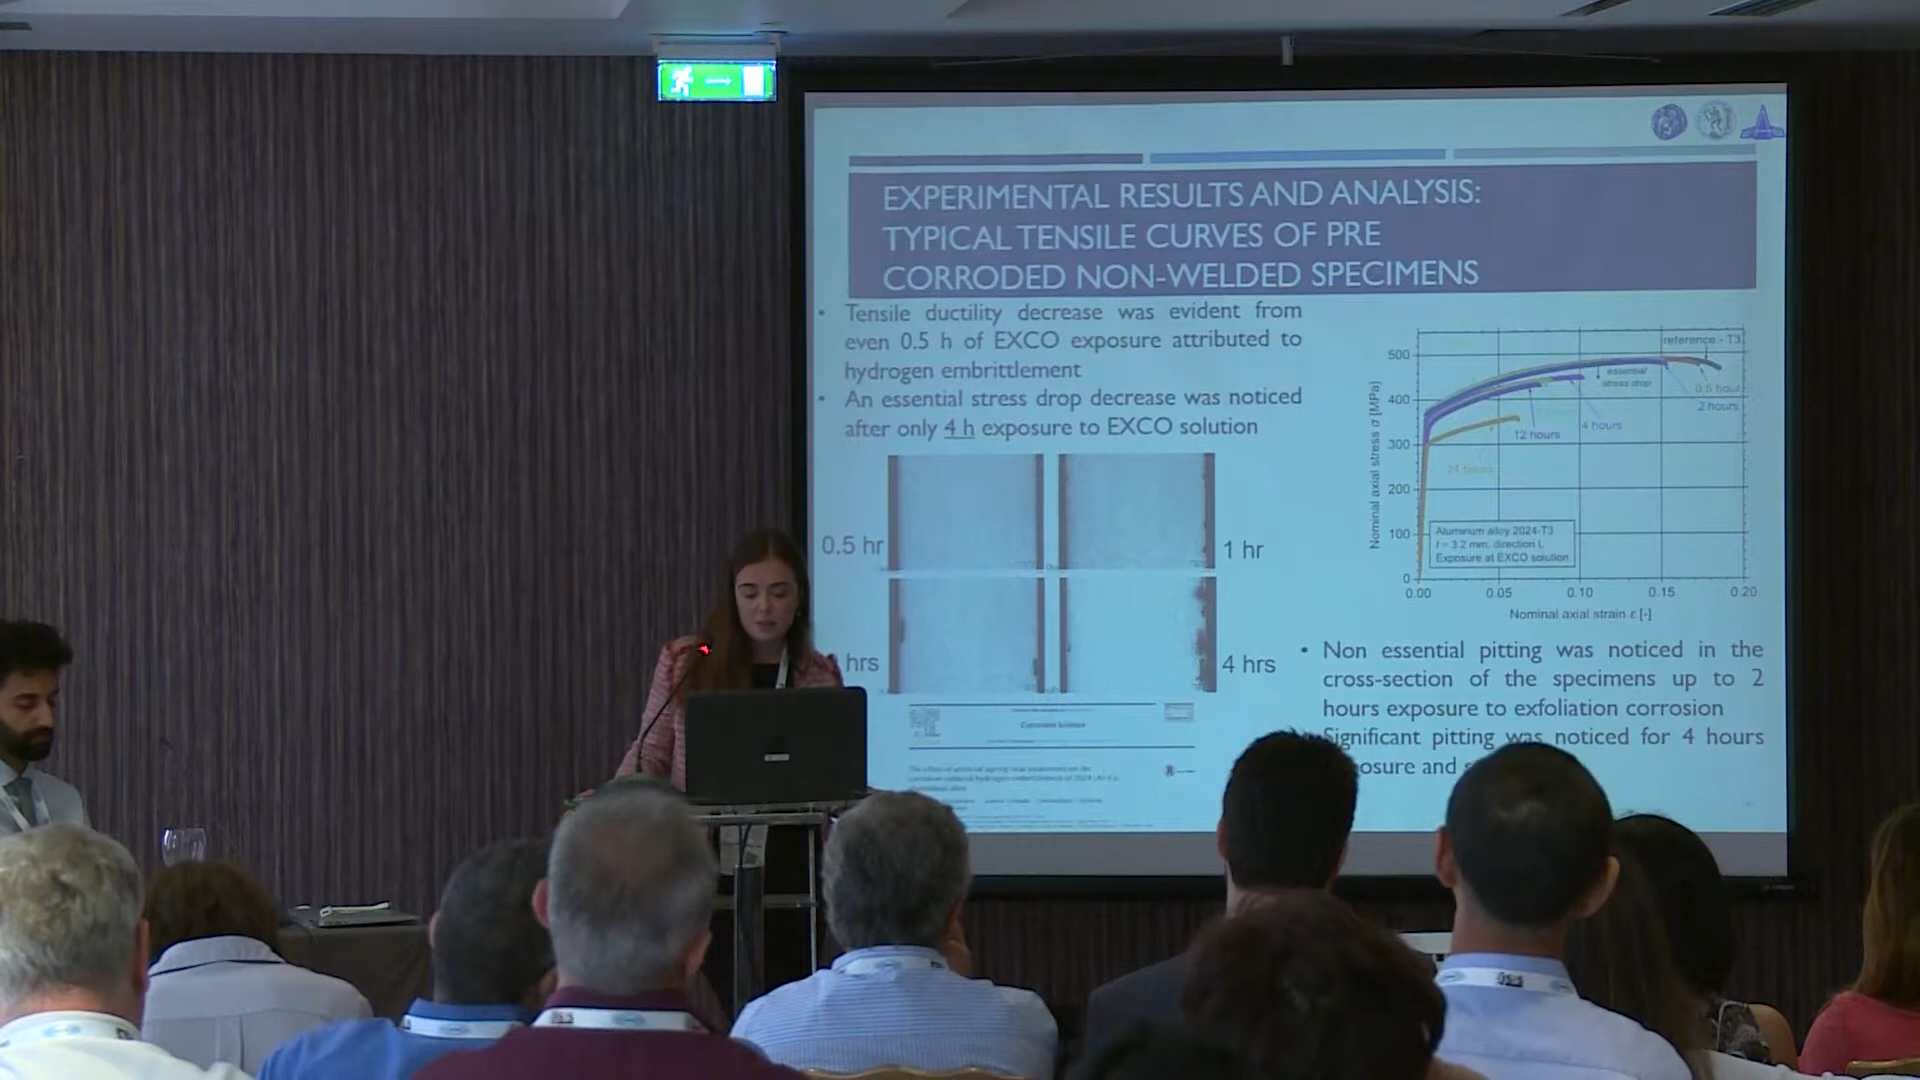 EXPERIMENTAL RESULTS AND ANALYSIS:
TYPICAL TENSILE CURVES OF PRE
CORRODED NON-WELDED SPECIMENS
• Tensile ductility decrease was evident from
even 0.5 h of EXCO exposure attributed to
hydrogen embrittlement
• An essential stress drop decrease was noticed
after only 4 h exposure to EXCO solution
0.5 hr
1 hr
hrs
4 hrs
Corrosion Science
500
400
300
200
100
0
0.00
0.05
0.10
0.15
0.20
Nominal axial stress σ [MPa]
Nominal axial strain ε [-]
reference - T3
essential
stress drop
0.5 hour
2 hours
4 hours
12 hours
24 hours
Aluminum alloy 2024-T3
t = 3.2 mm, direction L
Exposure at EXCO solution
• Non essential pitting was noticed in the
cross-section of the specimens up to 2
hours exposure to exfoliation corrosion
Significant pitting was noticed for 4 hours
osure and